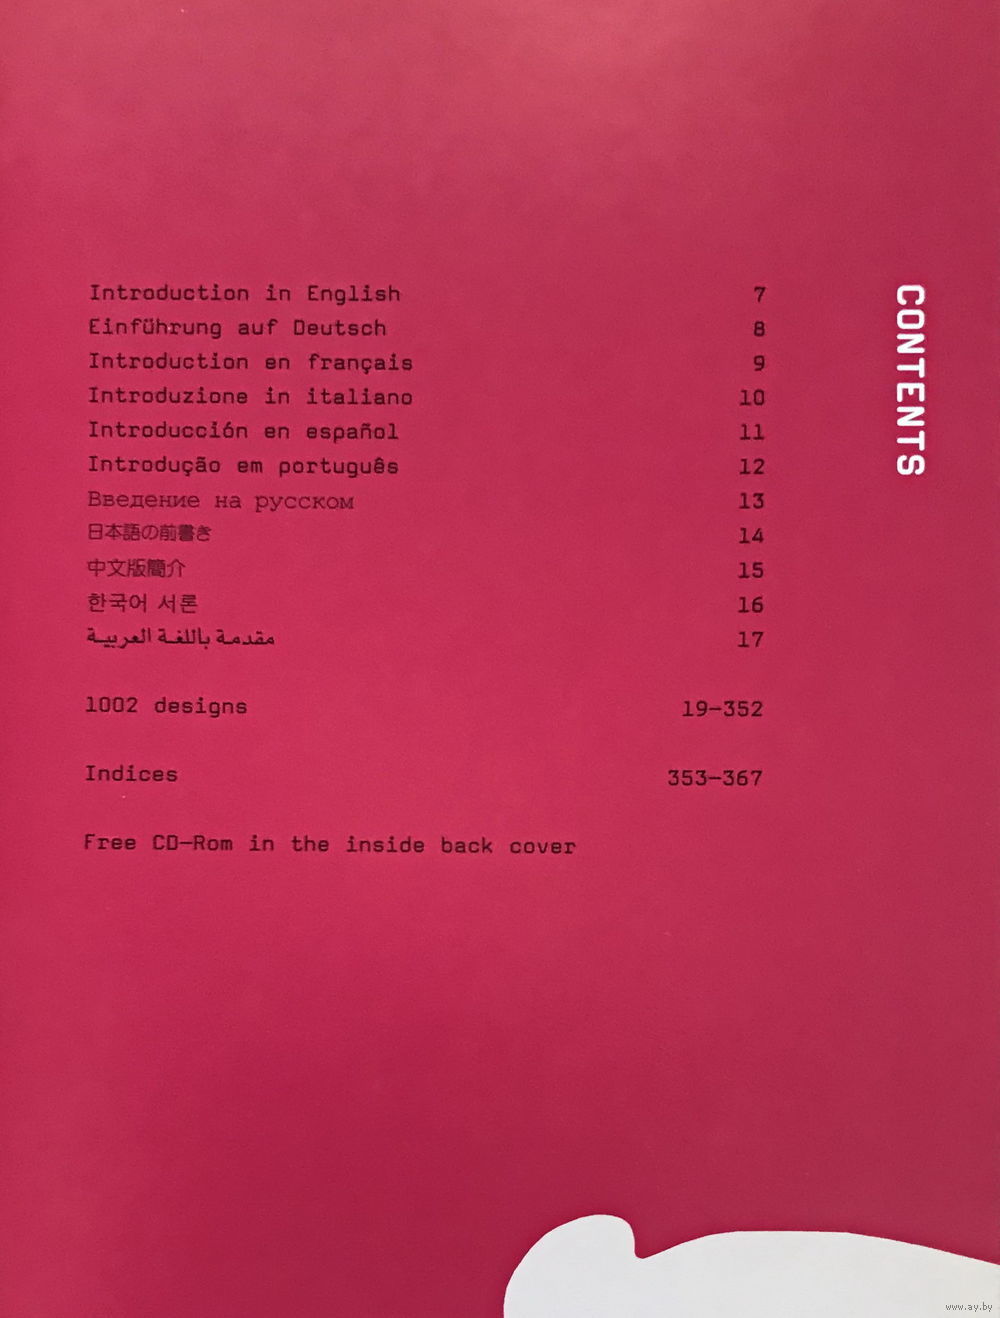 CONTENTS
Introduction in English 7
Einführung auf Deutsch 8
Introduction en français 9
Introduzione in italiano 10
Introducción en español 11
Introdução em português 12
Введение на русском 13
日本語の前書き 14
中文版簡介 15
한국어 서론 16
مقدمة باللغة العربية 17
1002 designs 19–352
Indices 353–367
Free CD–Rom in the inside back cover
www.ay.by